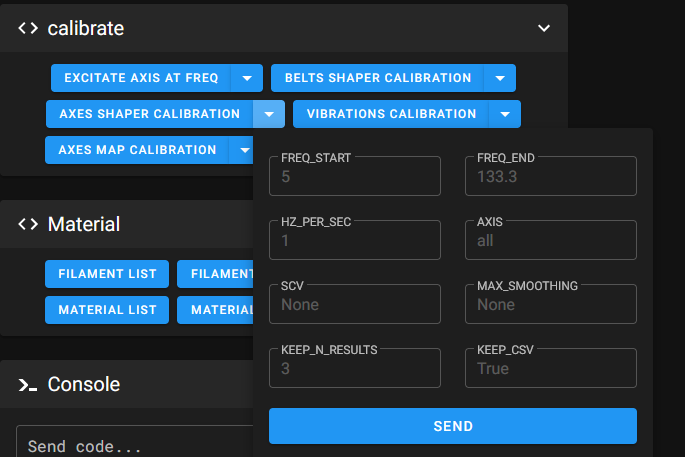 <> calibrate
EXCITATE AXIS AT FREQ
BELTS SHAPER CALIBRATION
AXES SHAPER CALIBRATION
VIBRATIONS CALIBRATION
AXES MAP CALIBRATION
FREQ_START
5
FREQ_END
133.3
HZ_PER_SEC
1
AXIS
all
SCV
None
MAX_SMOOTHING
None
KEEP_N_RESULTS
3
KEEP_CSV
True
SEND
<> Material
FILAMENT LIST
FILAMENT
MATERIAL LIST
MATERIAL
Console
Send code...